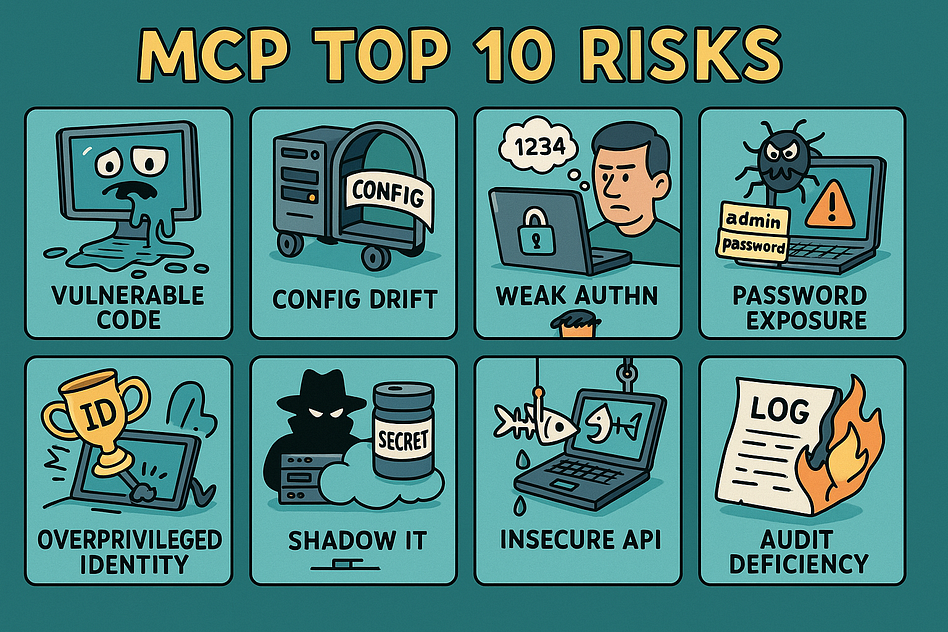 MCP TOP 10 RISKS
VULNERABLE
CODE
CONFIG
CONFIG DRIFT
1234
WEAK AUTHN
admin
password
PASSWORD
EXPOSURE
ID
OVERPRIVILEGED
IDENTITY
SECRET
SHADOW IT
INSECURE API
LOG
AUDIT
DEFICIENCY